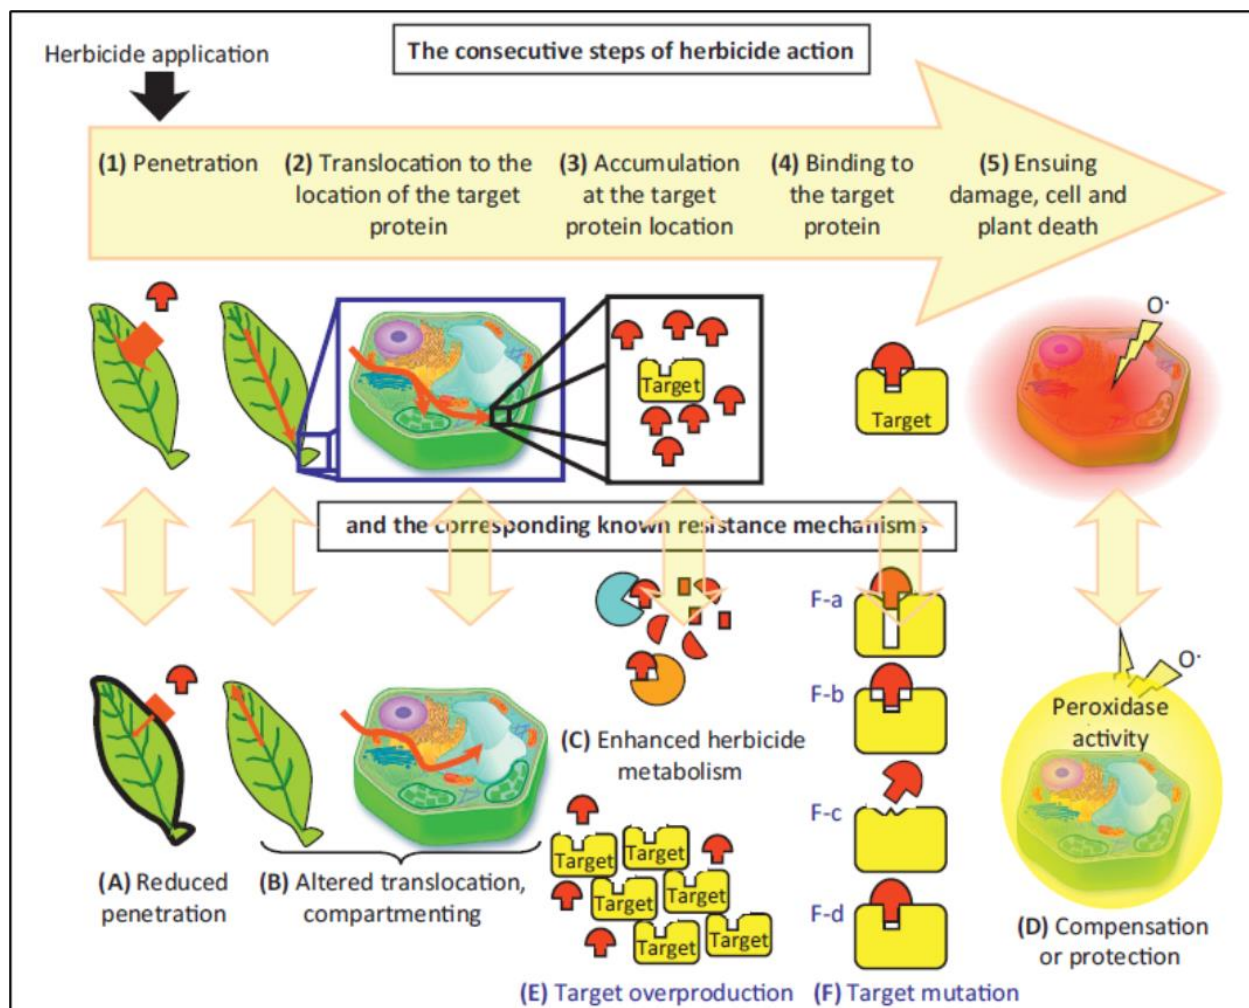 The consecutive steps of herbicide action
Herbicide application
(1) Penetration
(2) Translocation to the
location of the target
protein
(3) Accumulation
at the target
protein location
(4) Binding to
the target
protein
(5) Ensuing
damage, cell and
plant death
Target
Target
O·
and the corresponding known resistance mechanisms
F-a
F-b
F-c
F-d
O·
Peroxidase
activity
(A) Reduced
penetration
(B) Altered translocation,
compartmenting
(C) Enhanced herbicide
metabolism
Target
Target
Target
Target
Target
Target
(D) Compensation
or protection
(E) Target overproduction
(F) Target mutation